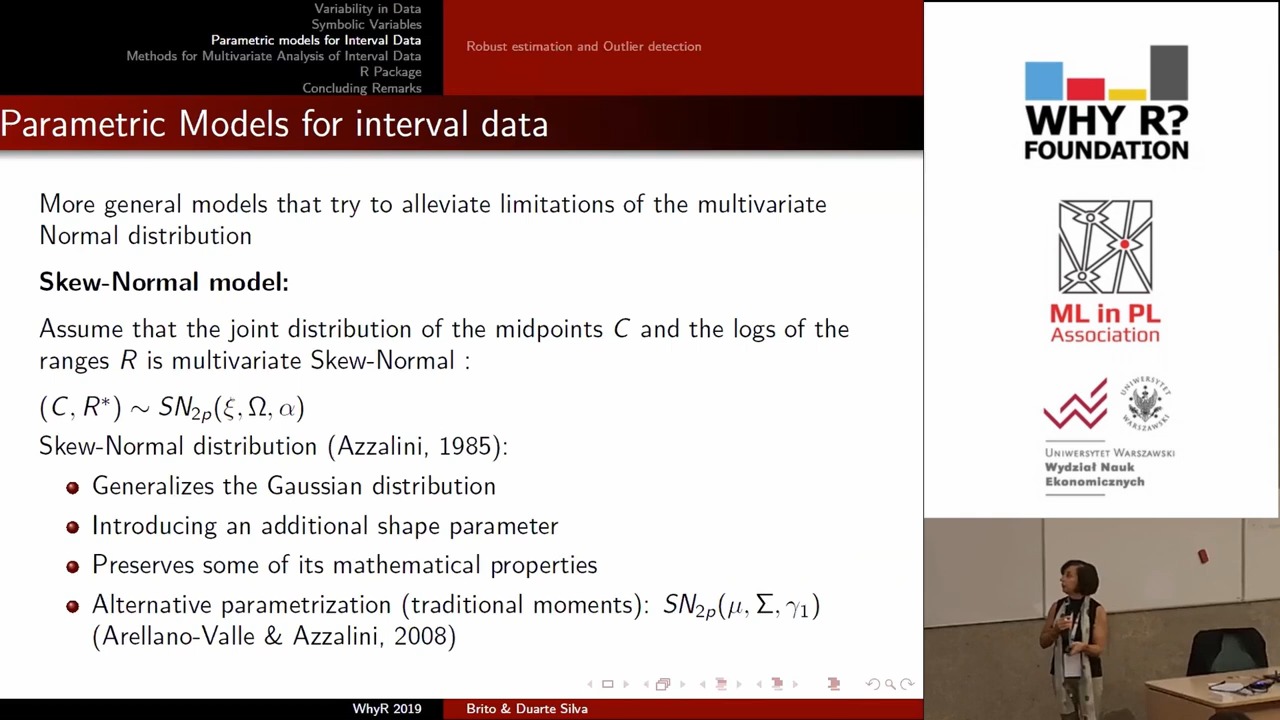 Variability in Data
Symbolic Variables
Parametric models for Interval Data
Methods for Multivariate Analysis of Interval Data
R Package
Concluding Remarks
Robust estimation and Outlier detection
Parametric Models for interval data
More general models that try to alleviate limitations of the multivariate
Normal distribution
Skew-Normal model:
Assume that the joint distribution of the midpoints C and the logs of the
ranges R is multivariate Skew-Normal :
(C, R*) ∼ SN₂ₚ(ξ, Ω, α)
Skew-Normal distribution (Azzalini, 1985):
Generalizes the Gaussian distribution
Introducing an additional shape parameter
Preserves some of its mathematical properties
Alternative parametrization (traditional moments): SN₂ₚ(μ, Σ, γ₁)
(Arellano-Valle & Azzalini, 2008)
WhyR 2019
Brito & Duarte Silva
WHY R?
FOUNDATION
ML in PL
Association
UNIWERSYTET
WARSZAWSKI
UNIWERSYTET WARSZAWSKI
Wydział Nauk
Ekonomicznych